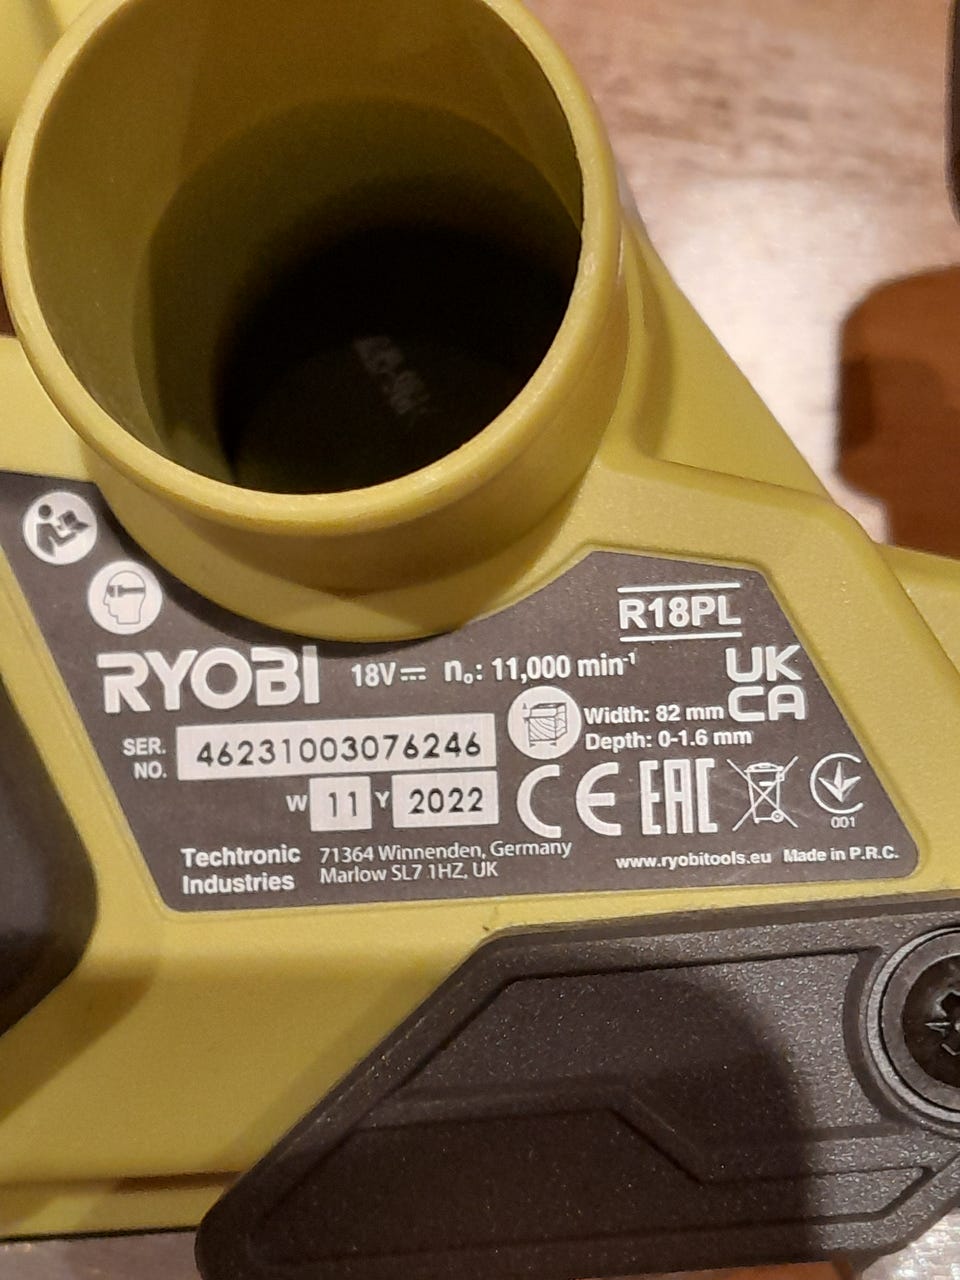 R18PL
RYOBI 18V⎓ n₀: 11,000 min⁻¹
UK
CA
Width: 82 mm
Depth: 0-1.6 mm
SER.
NO. 46231003076246
W 11 Y 2022
CE EAC
001
Techtronic
Industries
71364 Winnenden, Germany
Marlow SL7 1HZ, UK
www.ryobitools.eu Made in P.R.C.